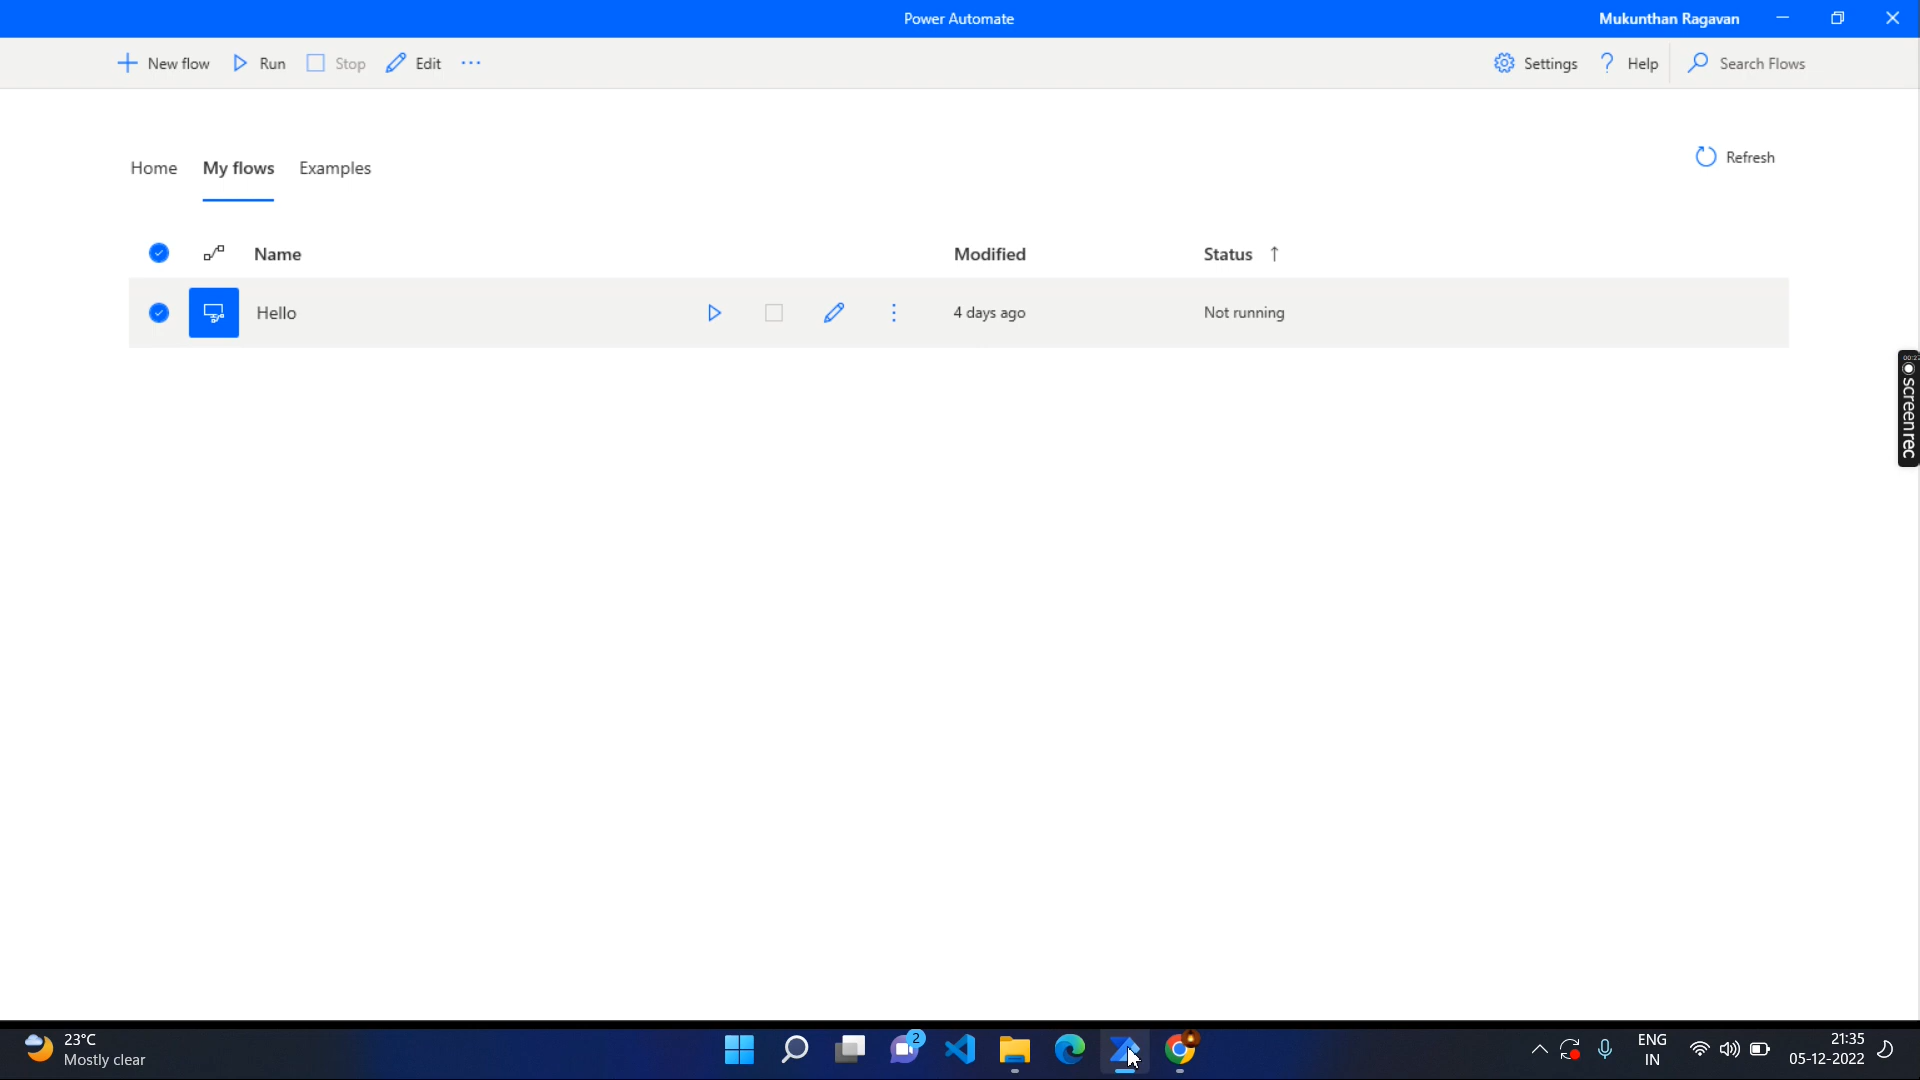 Power Automate
Mukunthan Ragavan
New flow
Run
Stop
Edit
Settings
? Help
Search Flows
Home
My flows
Examples
Refresh
Name
Modified
Status ↑
Hello
4 days ago
Not running
screenrec
23°C
Mostly clear
2
ENG
IN
21:35
05-12-2022